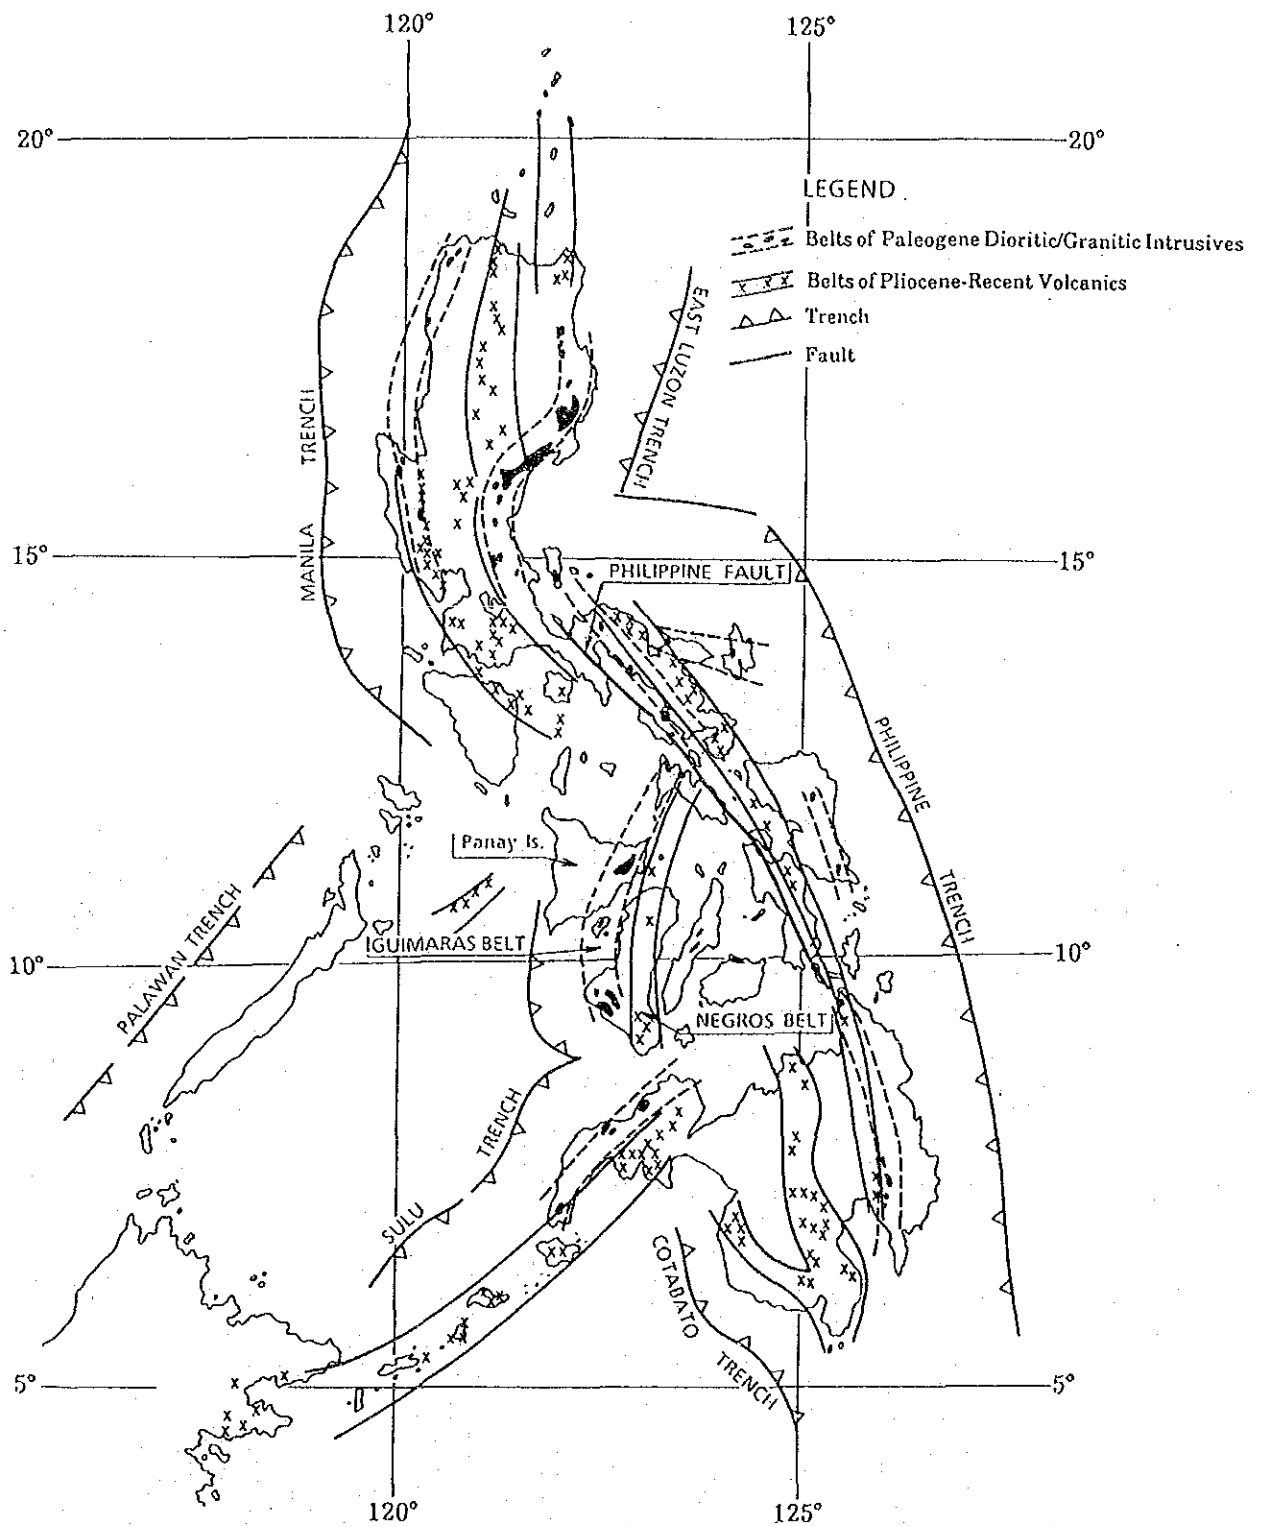 120° 125°
20° 20°
LEGEND
Belts of Paleogene Dioritic/Granitic Intrusives
Belts of Pliocene-Recent Volcanics
Trench
Fault
EAST LUZON TRENCH
MANILA TRENCH
15° 15°
PHILIPPINE FAULT
PHILIPPINE TRENCH
Panay Is.
PALAWAN TRENCH
GUIMARAS BELT
10° 10°
NEGROS BELT
SULU TRENCH
COTABATO TRENCH
5° 5°
120° 125°